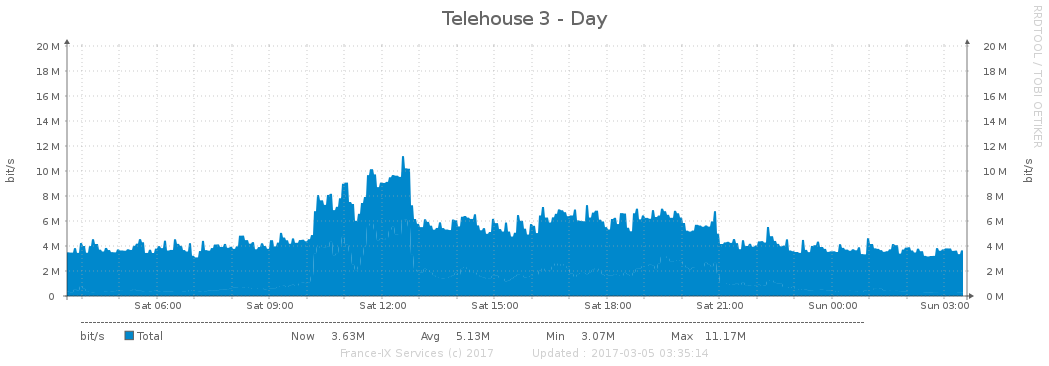 Telehouse 3 - Day
RRDTOOL / TOBI OETIKER
bit/s
bit/s
20 M 20 M
18 M 18 M
16 M 16 M
14 M 14 M
12 M 12 M
10 M 10 M
8 M 8 M
6 M 6 M
4 M 4 M
2 M 2 M
0 0 M
Sat 06:00 Sat 09:00 Sat 12:00 Sat 15:00 Sat 18:00 Sat 21:00 Sun 00:00 Sun 03:00
bit/s Total Now 3.63M Avg 5.13M Min 3.07M Max 11.17M
France-IX Services (c) 2017 Updated : 2017-03-05 03:35:14